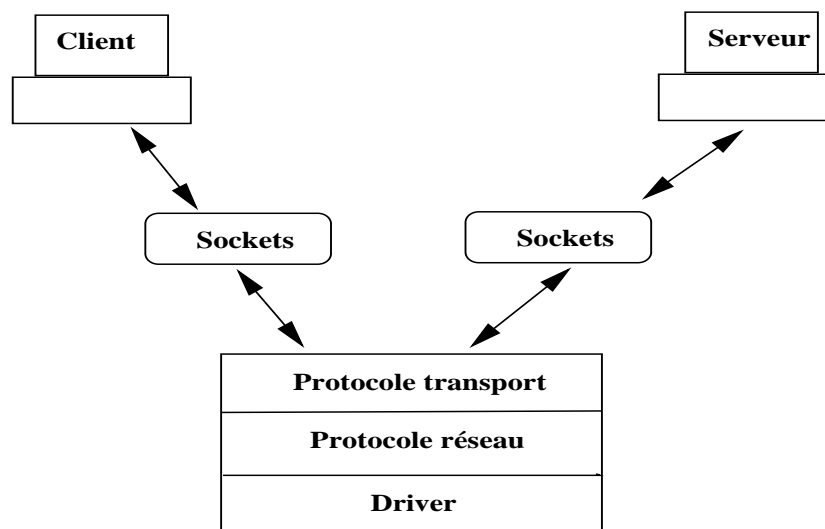 Client
Serveur
Sockets
Sockets
Protocole transport
Protocole réseau
Driver